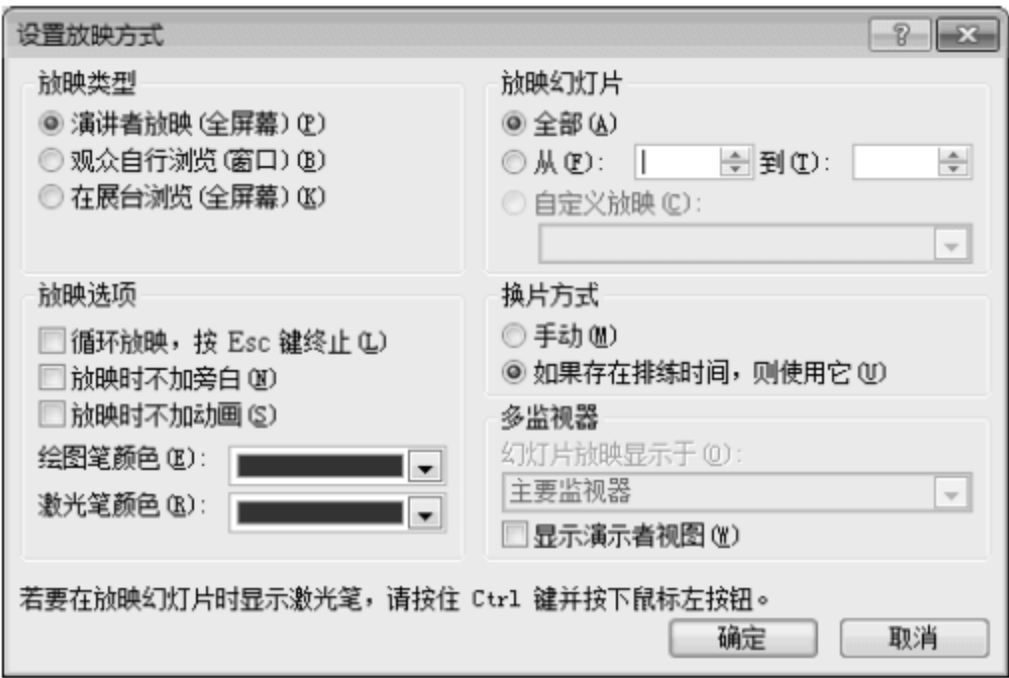 设置放映方式
放映类型
演讲者放映(全屏幕)(P)
观众自行浏览(窗口)(B)
在展台浏览(全屏幕)(K)
放映幻灯片
全部(A)
从(F): 到(T):
自定义放映(C):
放映选项
循环放映，按 Esc 键终止(L)
放映时不加旁白(N)
放映时不加动画(S)
绘图笔颜色(E):
激光笔颜色(R):
换片方式
手动(M)
如果存在排练时间，则使用它(U)
多监视器
幻灯片放映显示于(O):
主要监视器
显示演示者视图(W)
若要在放映幻灯片时显示激光笔，请按住 Ctrl 键并按下鼠标左按钮。
确定 取消